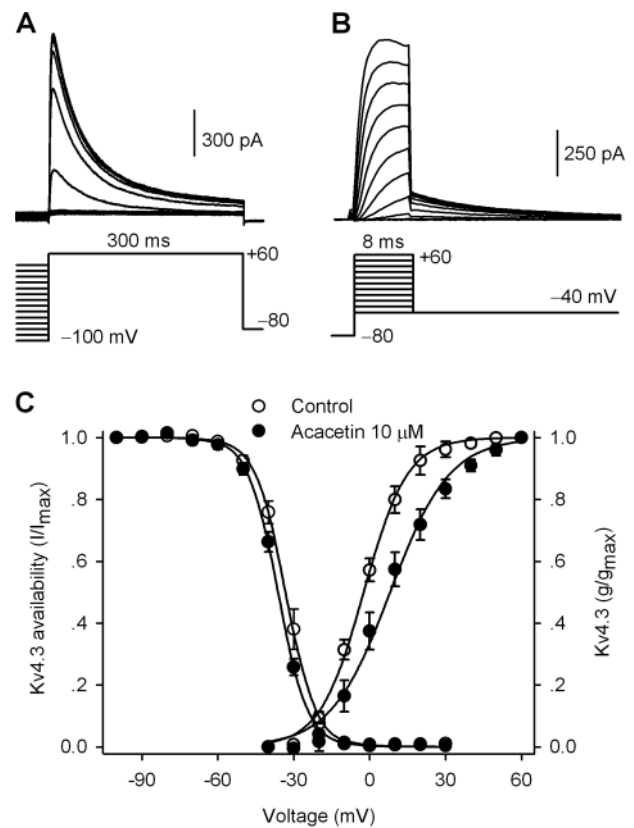 A
B
300 pA
250 pA
300 ms
+60
−100 mV
−80
8 ms
+60
−40 mV
−80
C
Control
Acacetin 10 μM
Kv4.3 availability (I/Imax)
1.0
.8
.6
.4
.2
0.0
1.0
.8
.6
.4
.2
0.0
Kv4.3 (g/gmax)
-90
-60
-30
0
30
60
Voltage (mV)